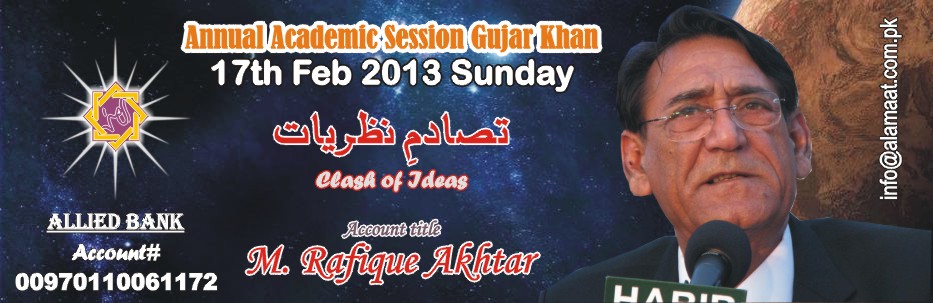 Annual Academic Session Gujar Khan
17th Feb 2013 Sunday
تصادمِ نظریات
Clash of Ideas
ALLIED BANK
Account#
00970110061172
Account title
M. Rafique Akhtar
info@alamaat.com.pk
HABIB